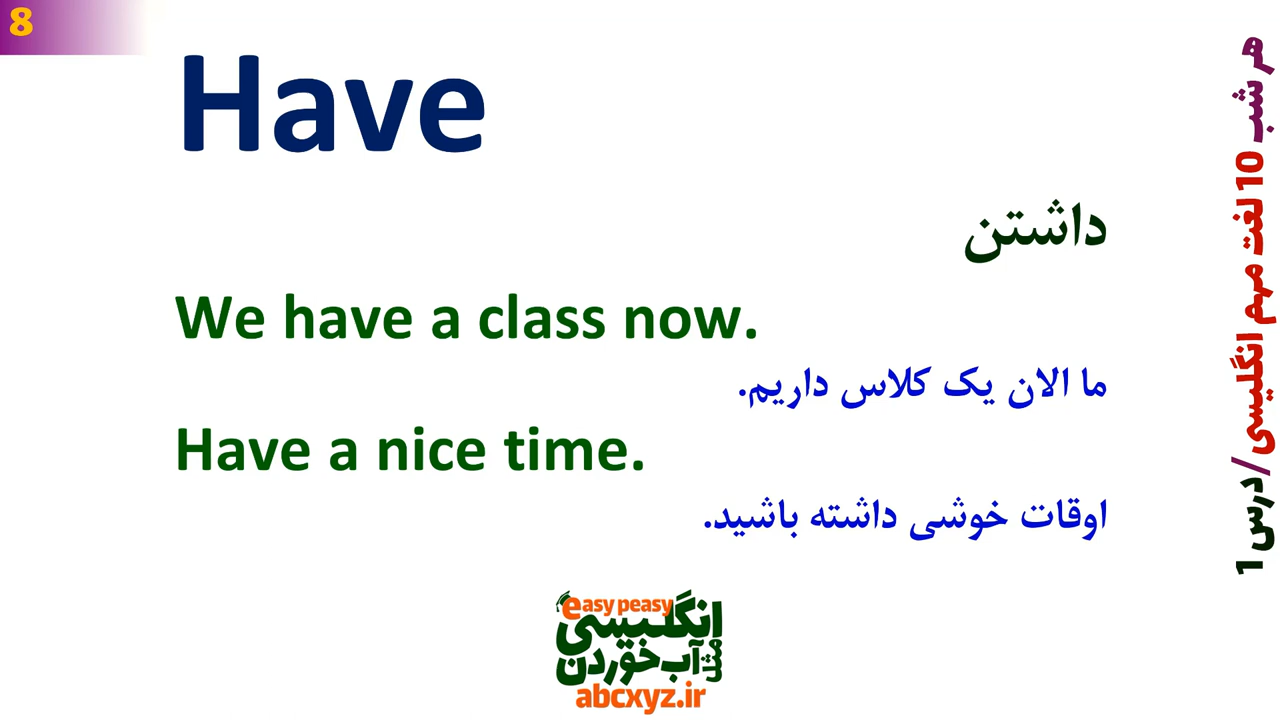 8
Have
داشتن
We have a class now.
ما الان یک کلاس داریم.
Have a nice time.
اوقات خوشی داشته باشید.
هر شب 10 لغت مهم انگلیسی/درس 1
easy peasy
انگلیسی
مثل آب خوردن
abcxyz.ir